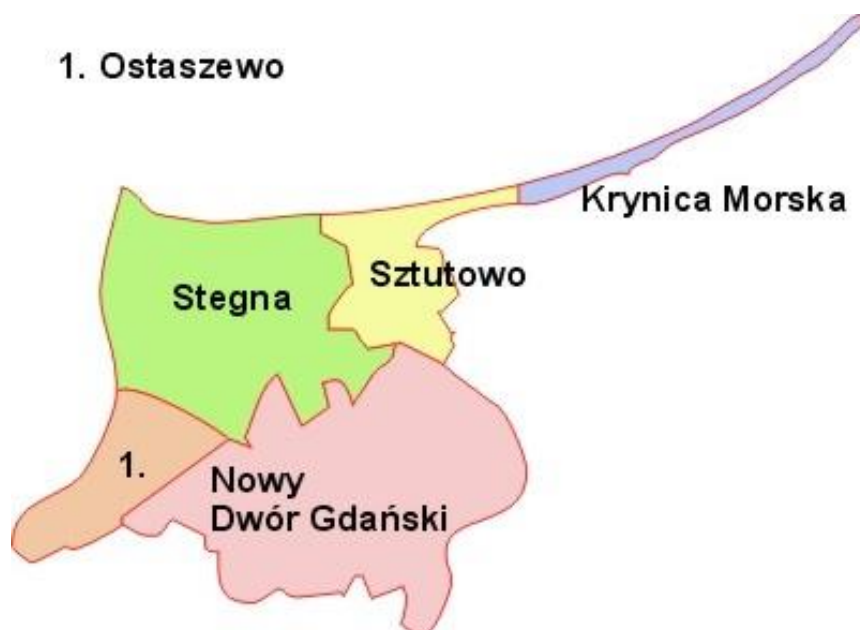 1. Ostaszewo
Krynica Morska
Sztutowo
Stegna
1.
Nowy
Dwór Gdański